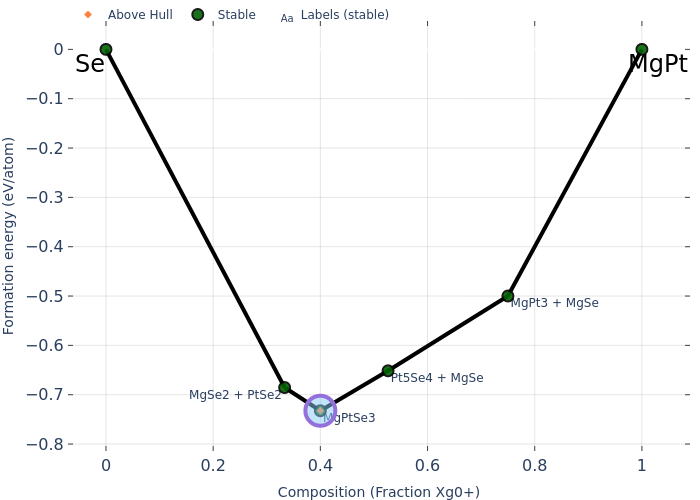 Above Hull
Stable
Aa Labels (stable)
0
−0.1
−0.2
−0.3
−0.4
−0.5
−0.6
−0.7
−0.8
Formation energy (eV/atom)
Se
MgPt
MgPt3 + MgSe
Pt5Se4 + MgSe
MgSe2 + PtSe2
MgPtSe3
0
0.2
0.4
0.6
0.8
1
Composition (Fraction Xg0+)